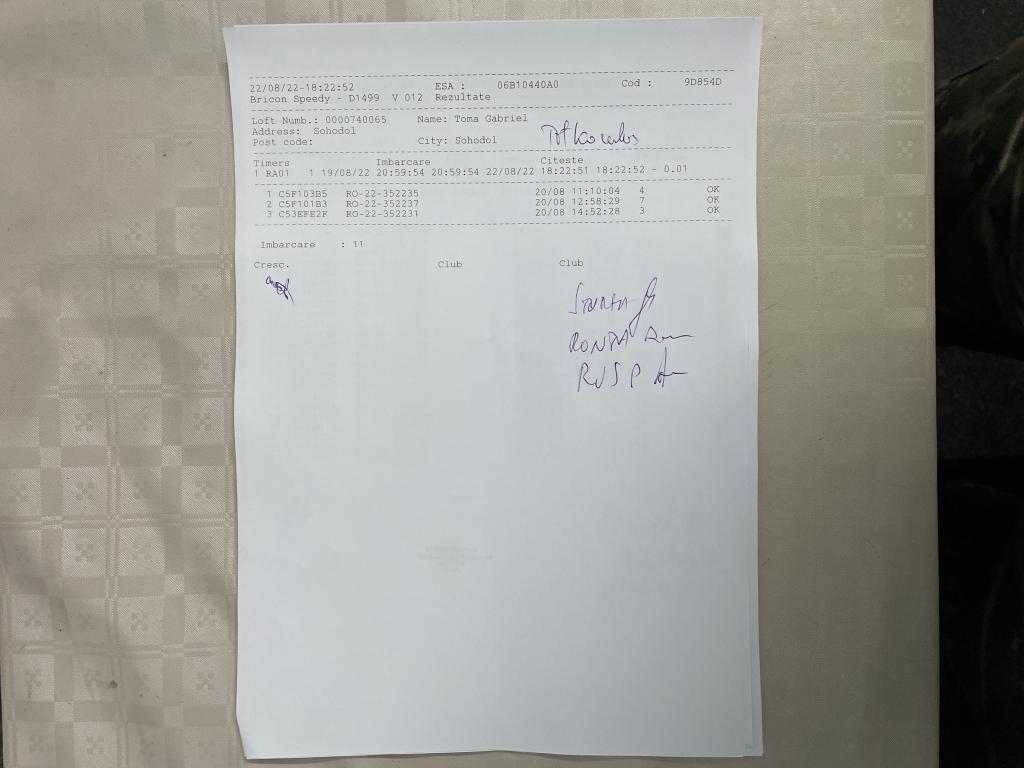 22/08/22-18:22:52 ESA : 06B10440A0 Cod : 9D854D
Bricon Speedy - D1499 V 012 Rezultate
Loft Numb.: 0000740065 Name: Toma Gabriel
Address: Sohodol
Post code: City: Sohodol
Timers Imbarcare Citeste
1 RA01 1 19/08/22 20:59:54 20:59:54 22/08/22 18:22:51 18:22:52 - 0.01
1 C5F103B5 RO-22-352235 20/08 11:10:04 4 OK
2 C5F101B3 RO-22-352237 20/08 12:58:29 7 OK
3 C53EFE2F RO-22-352231 20/08 14:52:28 3 OK
Imbarcare : 11
Cresc. Club Club
RUSP